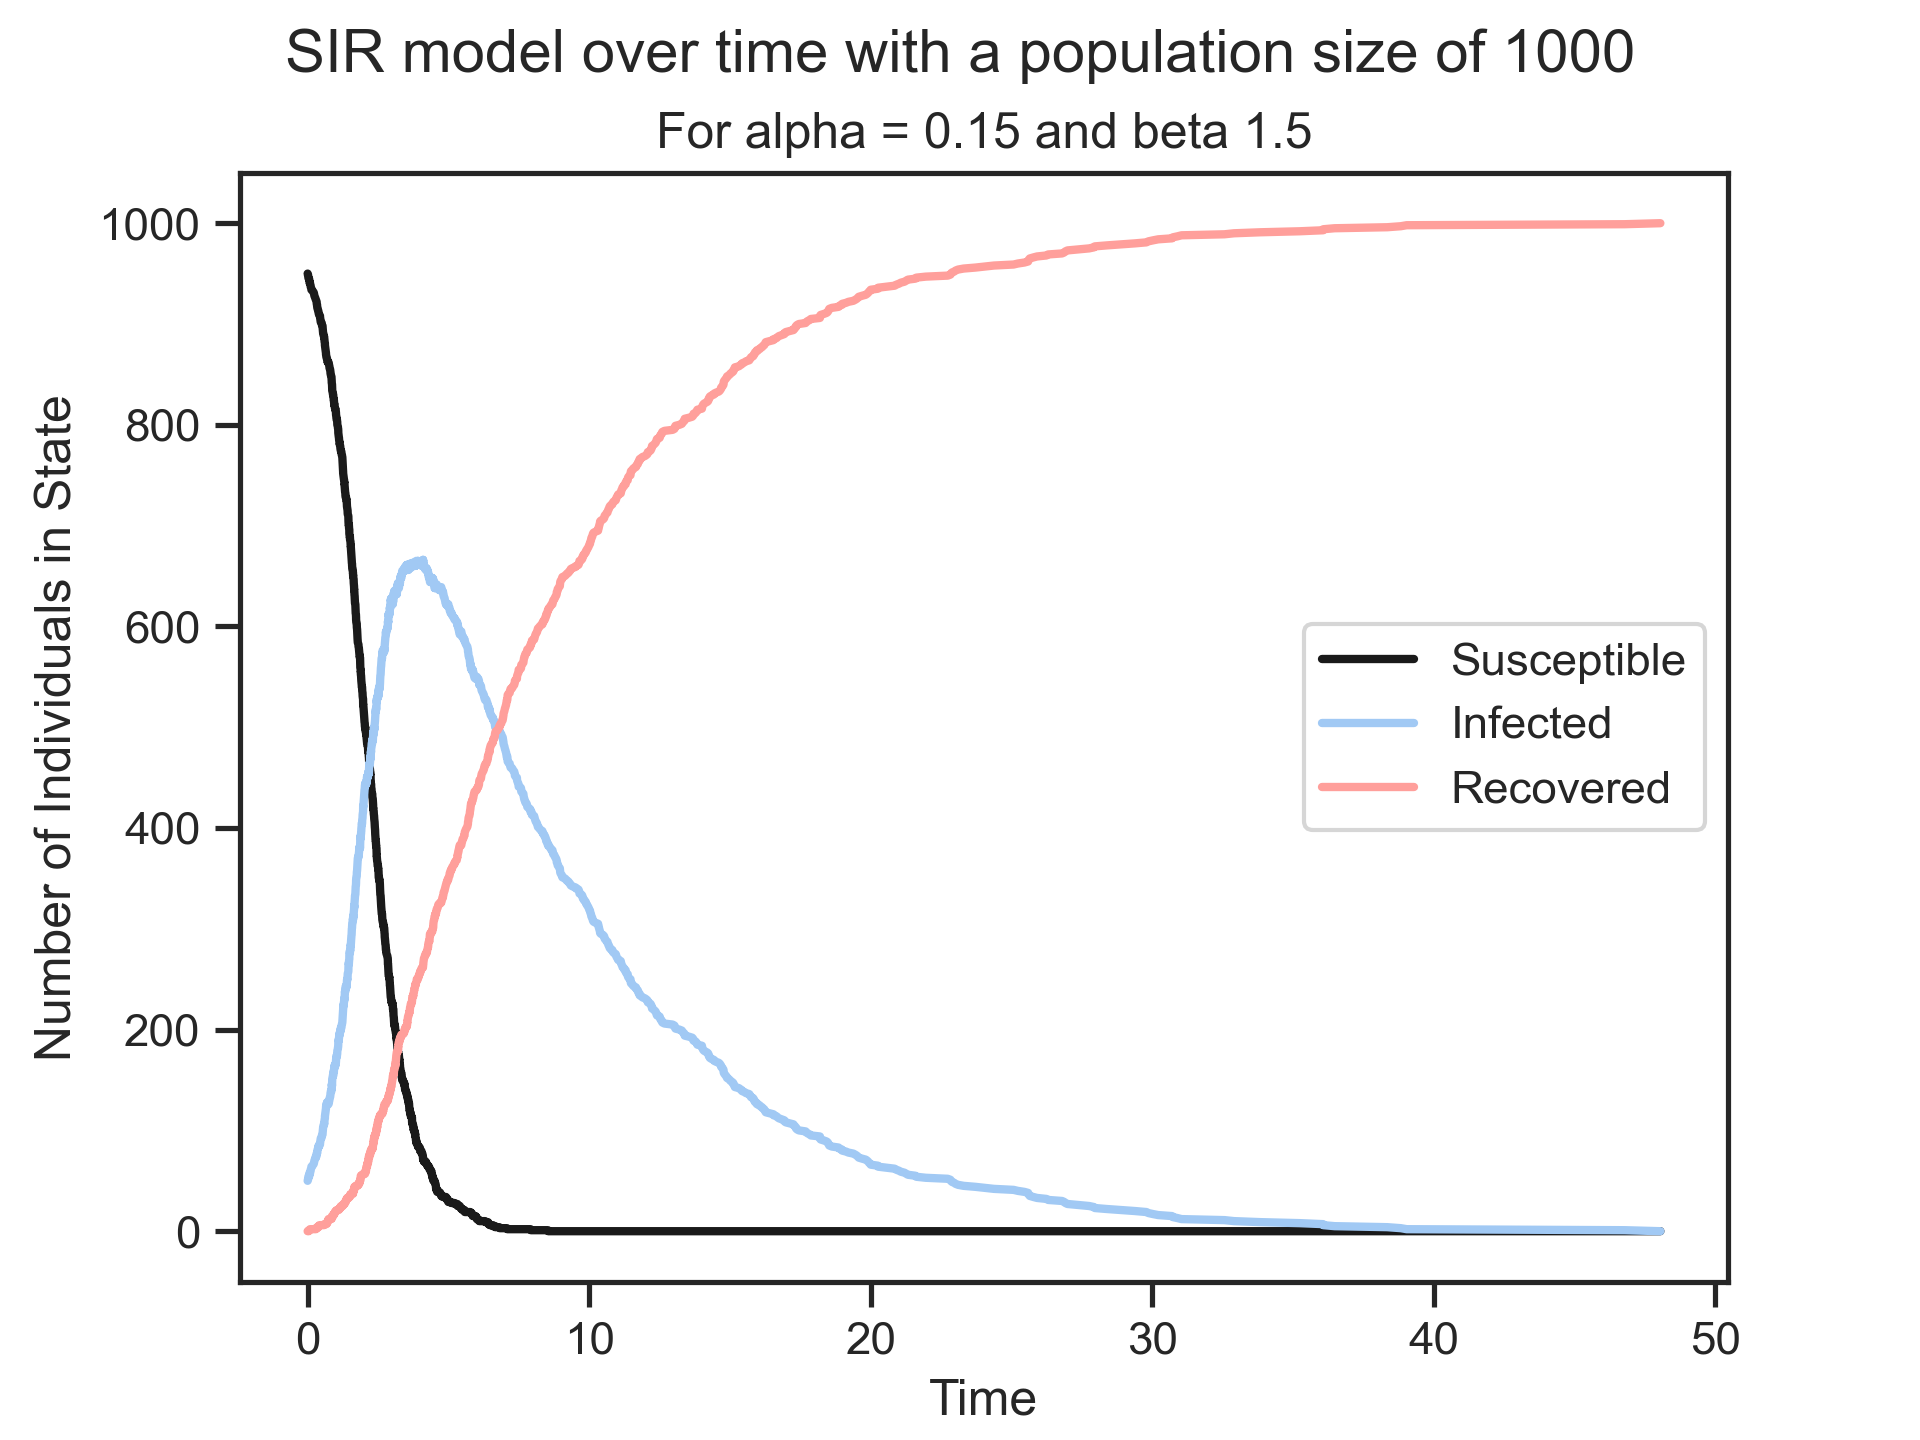 SIR model over time with a population size of 1000
For alpha = 0.15 and beta 1.5
Number of Individuals in State
1000
800
600
400
200
0
Susceptible
Infected
Recovered
0 10 20 30 40 50
Time